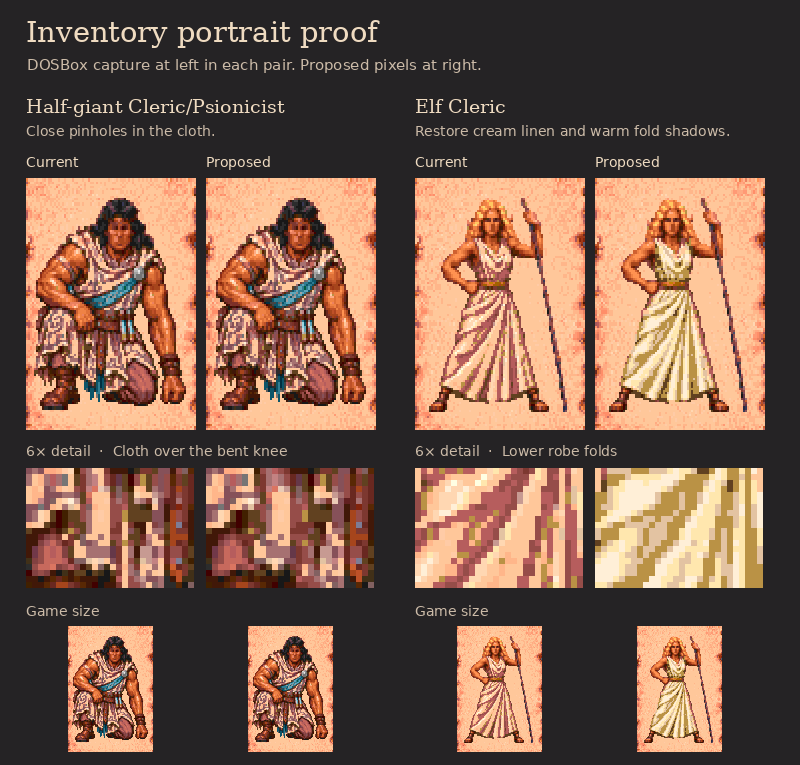 Inventory portrait proof
DOSBox capture at left in each pair. Proposed pixels at right.
Half-giant Cleric/Psionicist
Close pinholes in the cloth.
Current
Proposed
6× detail · Cloth over the bent knee
Game size
Elf Cleric
Restore cream linen and warm fold shadows.
Current
Proposed
6× detail · Lower robe folds
Game size